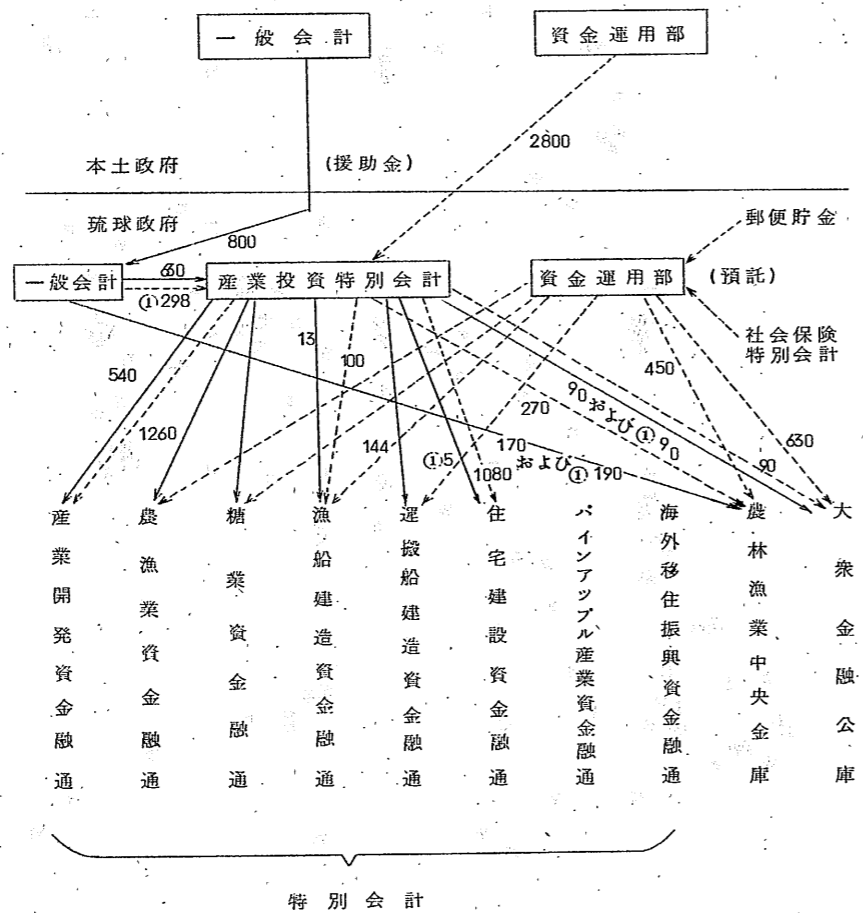 一般会計
資金運用部
2800
本土政府
(援助金)
琉球政府
郵便貯金
800
一般会計
630
①298
産業投資特別会計
資金運用部
(預託)
社会保険
特別会計
540
13
100
450
1260
270
90および①90
144
①5
170
1080
および①190
90
630
産業開発資金融通
農漁業資金融通
糖業資金融通
漁船建造資金融通
運搬船建造資金融通
住宅建設資金融通
パインアップル産業資金融通
海外移住振興資金融通
農林漁業中央金庫
大衆金融公庫
特別会計